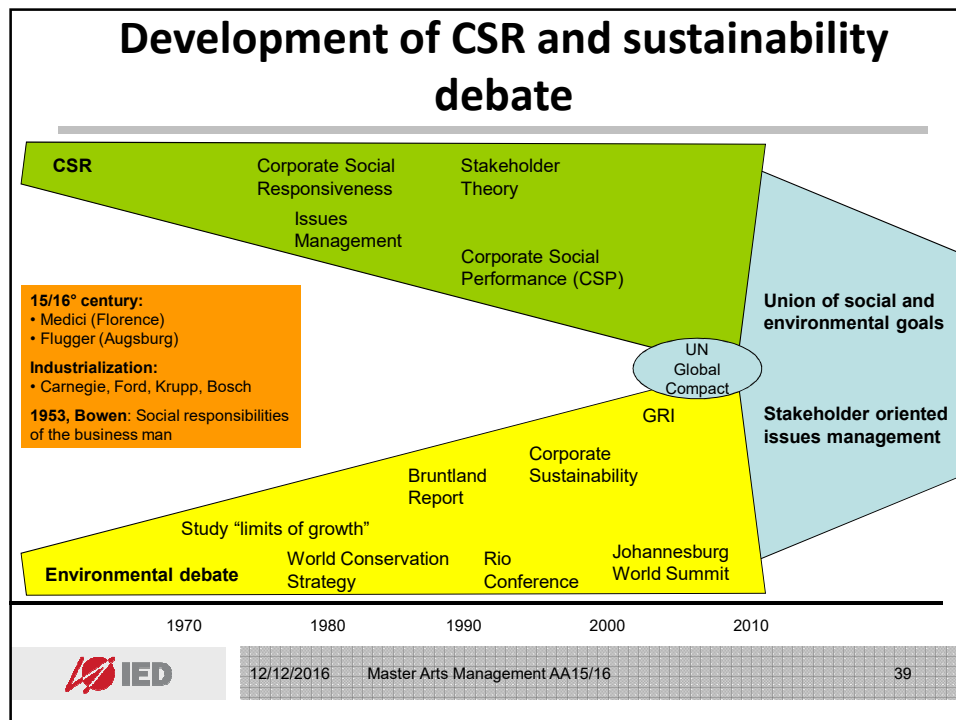 Development of CSR and sustainability
debate
CSR
Corporate Social
Responsiveness
Stakeholder
Theory
Issues
Management
Corporate Social
Performance (CSP)
15/16° century:
• Medici (Florence)
• Flugger (Augsburg)
Industrialization:
• Carnegie, Ford, Krupp, Bosch
1953, Bowen: Social responsibilities
of the business man
Union of social and
environmental goals
UN
Global
Compact
GRI
Stakeholder oriented
issues management
Corporate
Sustainability
Bruntland
Report
Study “limits of growth”
World Conservation
Strategy
Rio
Conference
Johannesburg
World Summit
Environmental debate
1970 1980 1990 2000 2010
IED
12/12/2016 Master Arts Management AA15/16 39